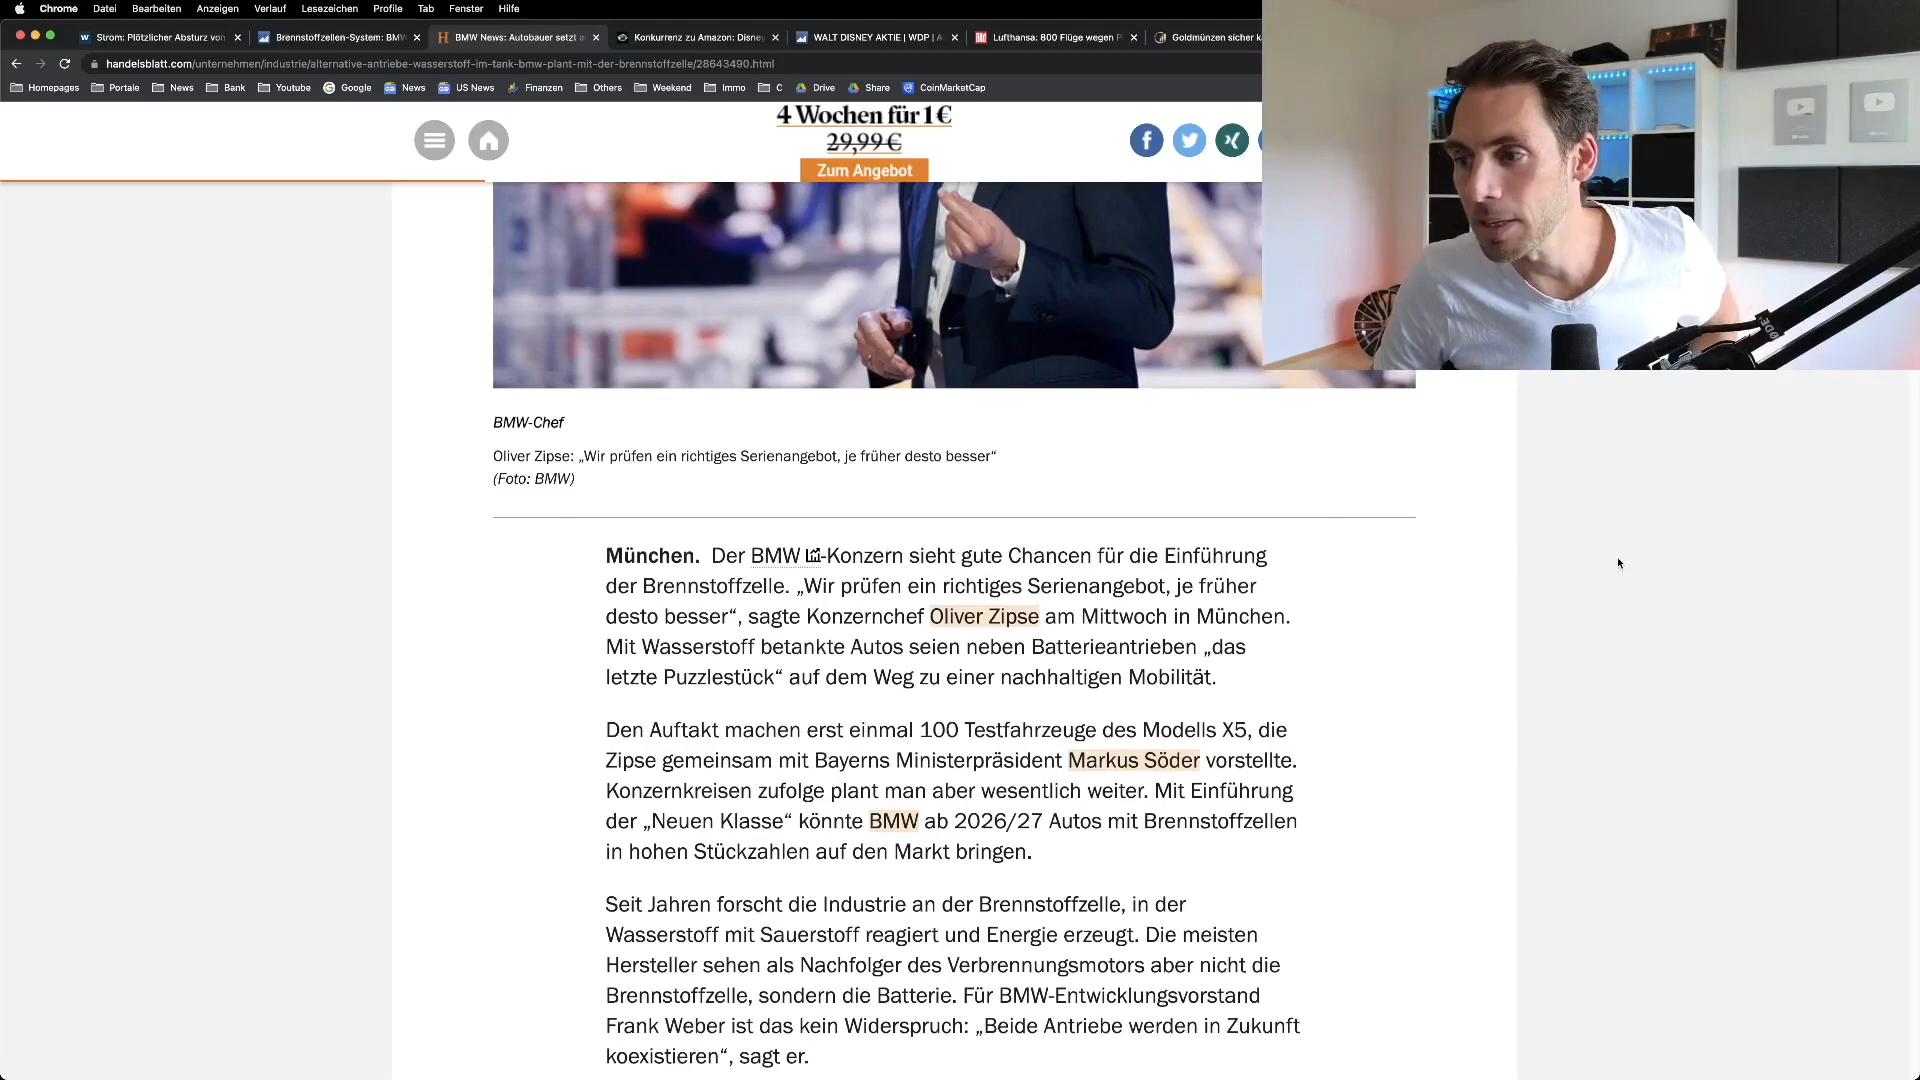 Chrome Datei Bearbeiten Anzeigen Verlauf Lesezeichen Profile Tab Fenster Hilfe
Strom: Plötzlicher Absturz von
Brennstoffzellen-System: BMW
BMW News: Autobauer setzt a
Konkurrenz zu Amazon: Disney
WALT DISNEY AKTIE | WDP | A
Lufthansa: 800 Flüge wegen P
Goldmünzen sicher k
handelsblatt.com/unternehmen/industrie/alternative-antriebe-wasserstoff-im-tank-bmw-plant-mit-der-brennstoffzelle/28643490.html
Homepages Portale News Bank Youtube Google News US News Finanzen Others Weekend Immo C Drive Share CoinMarketCap
4 Wochen für 1 €
29,99 €
Zum Angebot
BMW-Chef
Oliver Zipse: „Wir prüfen ein richtiges Serienangebot, je früher desto besser“
(Foto: BMW)
München. Der BMW -Konzern sieht gute Chancen für die Einführung
der Brennstoffzelle. „Wir prüfen ein richtiges Serienangebot, je früher
desto besser“, sagte Konzernchef Oliver Zipse am Mittwoch in München.
Mit Wasserstoff betankte Autos seien neben Batterieantrieben „das
letzte Puzzlestück“ auf dem Weg zu einer nachhaltigen Mobilität.
Den Auftakt machen erst einmal 100 Testfahrzeuge des Modells X5, die
Zipse gemeinsam mit Bayerns Ministerpräsident Markus Söder vorstellte.
Konzernkreisen zufolge plant man aber wesentlich weiter. Mit Einführung
der „Neuen Klasse“ könnte BMW ab 2026/27 Autos mit Brennstoffzellen
in hohen Stückzahlen auf den Markt bringen.
Seit Jahren forscht die Industrie an der Brennstoffzelle, in der
Wasserstoff mit Sauerstoff reagiert und Energie erzeugt. Die meisten
Hersteller sehen als Nachfolger des Verbrennungsmotors aber nicht die
Brennstoffzelle, sondern die Batterie. Für BMW-Entwicklungsvorstand
Frank Weber ist das kein Widerspruch: „Beide Antriebe werden in Zukunft
koexistieren“, sagt er.
RØDE